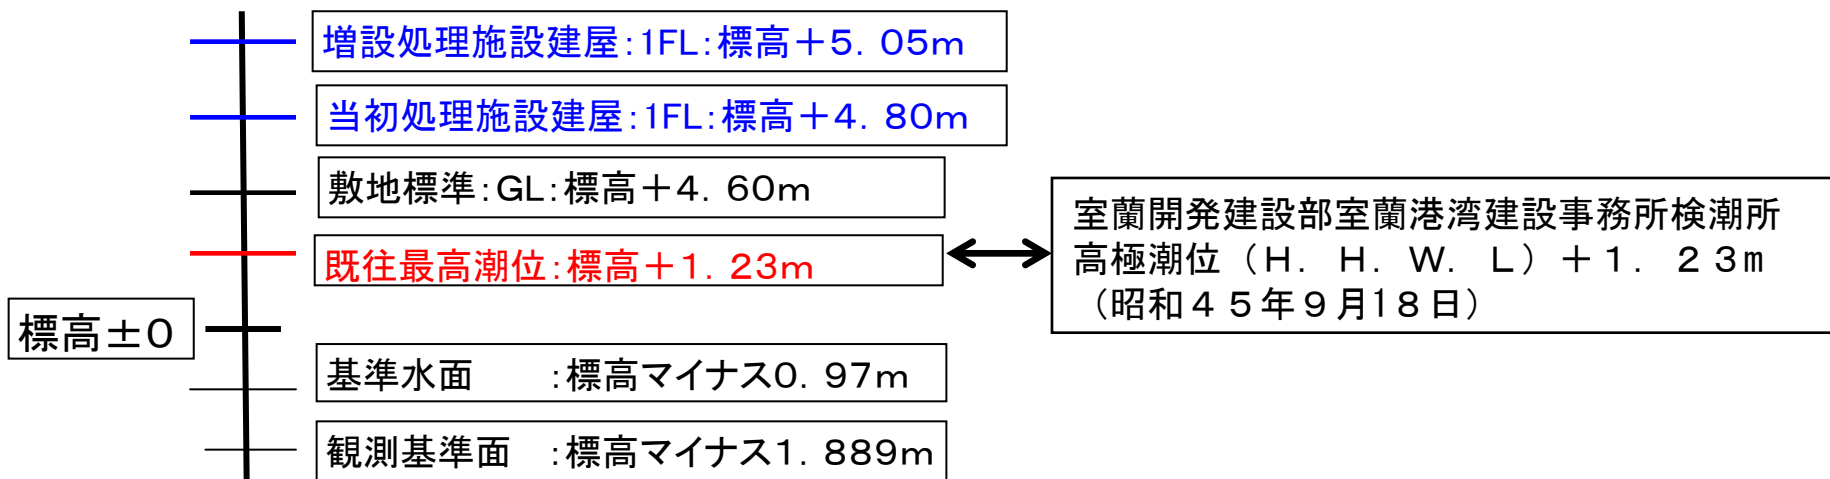 増設処理施設建屋:1FL:標高＋5．05m
当初処理施設建屋:1FL:標高＋4．80m
敷地標準:GL:標高＋4．60m
既往最高潮位:標高＋1．23m
室蘭開発建設部室蘭港湾建設事務所検潮所
高極潮位（H．H．W．L）＋1．23m
（昭和４５年９月18日）
標高±0
基準水面　　:標高マイナス0．97m
観測基準面　:標高マイナス1．889m